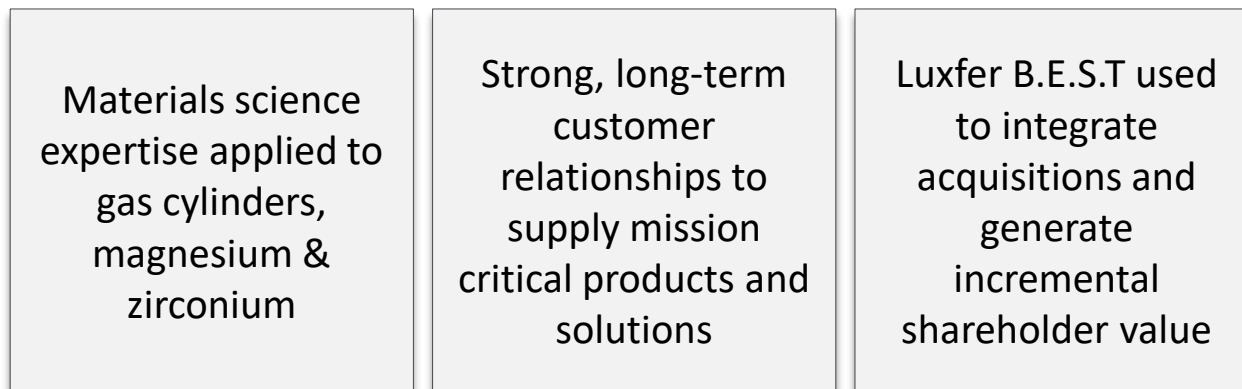 Materials science
expertise applied to
gas cylinders,
magnesium &
zirconium
Strong, long-term
customer
relationships to
supply mission
critical products and
solutions
Luxfer B.E.S.T used
to integrate
acquisitions and
generate
incremental
shareholder value